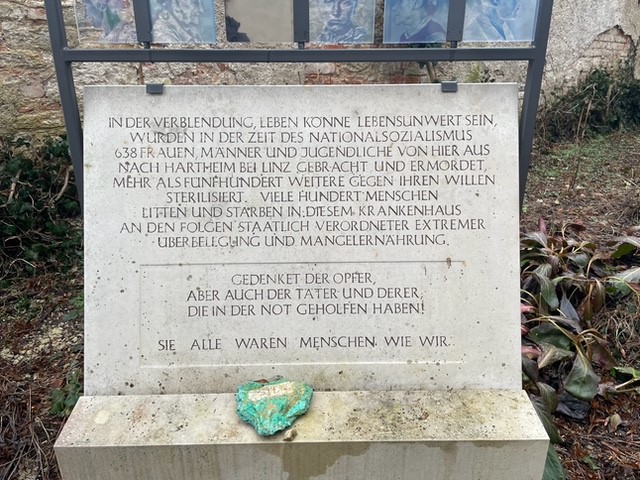 IN DER VERBLENDUNG, LEBEN KÖNNE LEBENSUNWERT SEIN,
WURDEN IN DER ZEIT DES NATIONALSOZIALISMUS
638 FRAUEN, MÄNNER UND JUGENDLICHE VON HIER AUS
NACH HARTHEIM BEI LINZ GEBRACHT UND ERMORDET,
MEHR ALS FÜNFHUNDERT WEITERE GEGEN IHREN WILLEN
STERILISIERT. VIELE HUNDERT MENSCHEN
LITTEN UND STARBEN IN DIESEM KRANKENHAUS
AN DEN FOLGEN STAATLICH VERORDNETER EXTREMER
ÜBERBELEGUNG UND MANGELERNÄHRUNG.
GEDENKET DER OPFER,
ABER AUCH DER TÄTER UND DERER,
DIE IN DER NOT GEHOLFEN HABEN!
SIE ALLE WAREN MENSCHEN WIE WIR.